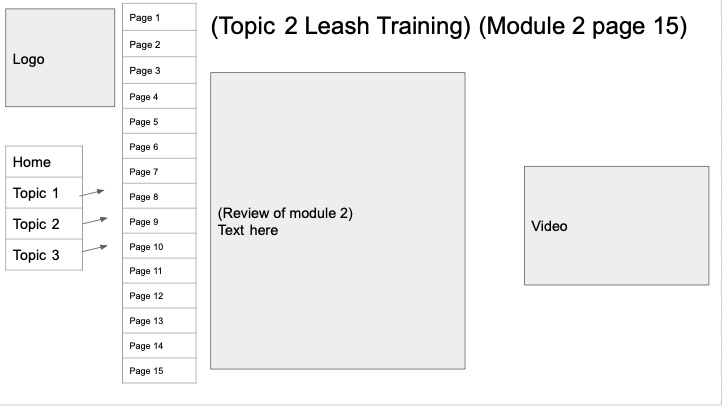 Logo
Home
Topic 1
Topic 2
Topic 3
Page 1
Page 2
Page 3
Page 4
Page 5
Page 6
Page 7
Page 8
Page 9
Page 10
Page 11
Page 12
Page 13
Page 14
Page 15
(Topic 2 Leash Training) (Module 2 page 15)
(Review of module 2)
Text here
Video